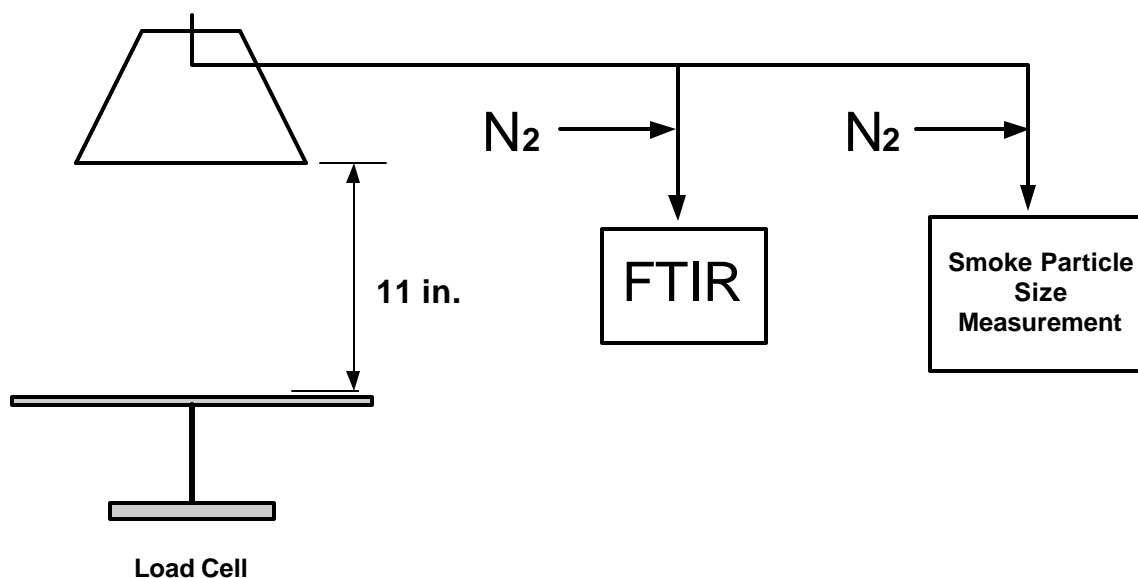 N2
N2
11 in.
FTIR
Smoke Particle
Size
Measurement
Load Cell